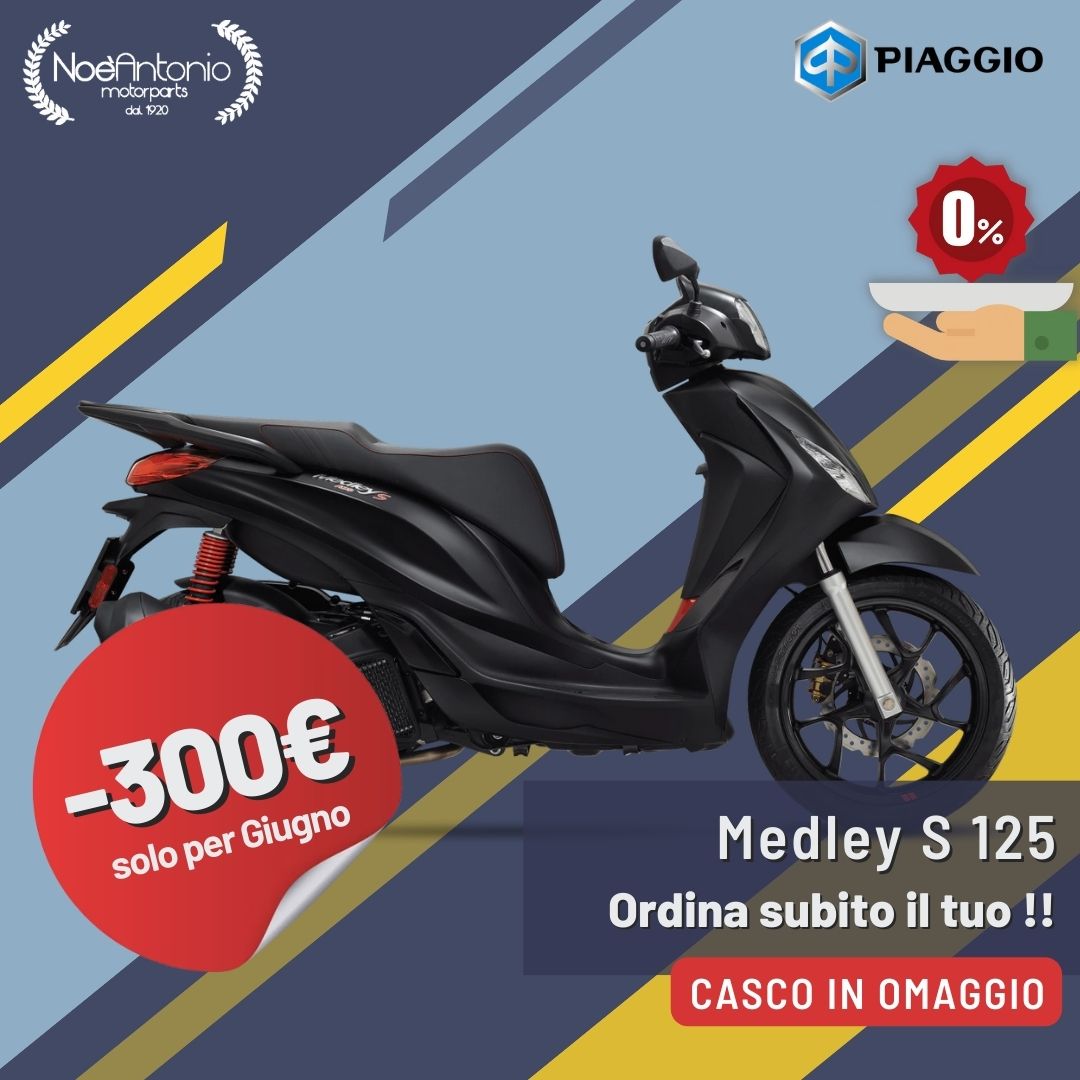 NoèAntonio
motorparts
dal 1920
PIAGGIO
0%
Medley S
-300€
solo per Giugno
Medley S 125
Ordina subito il tuo !!
CASCO IN OMAGGIO